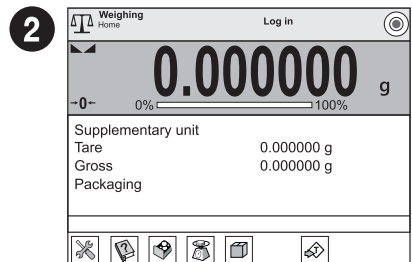 2
Weighing
Home
Log in
0.000000 g
→0←
0% 100%
Supplementary unit
Tare 0.000000 g
Gross 0.000000 g
Packaging
?
T